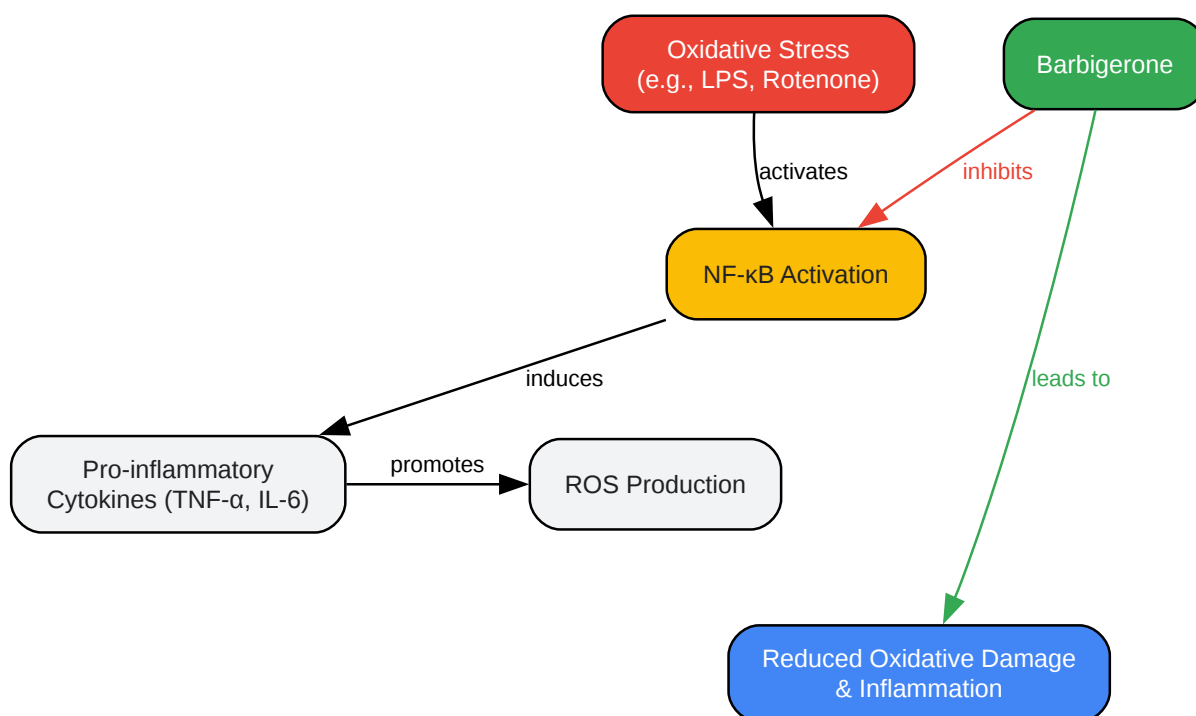 Oxidative Stress
(e.g., LPS, Rotenone)
Barbigerone
activates
inhibits
NF-κB Activation
induces
leads to
Pro-inflammatory
Cytokines (TNF-α, IL-6)
promotes
ROS Production
Reduced Oxidative Damage
& Inflammation